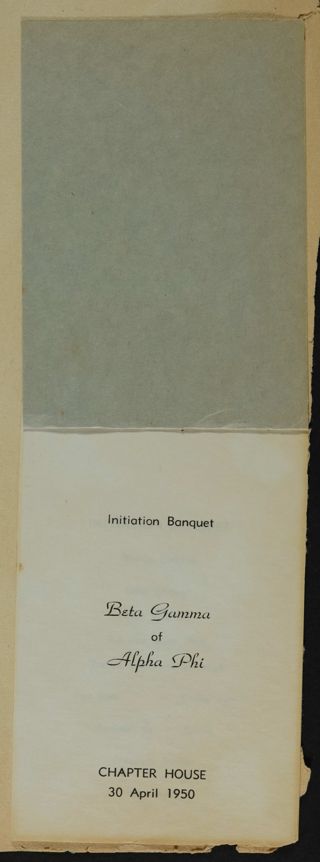 Initiation Banquet
Beta Gamma
of
Alpha Phi
CHAPTER HOUSE
30 April 1950